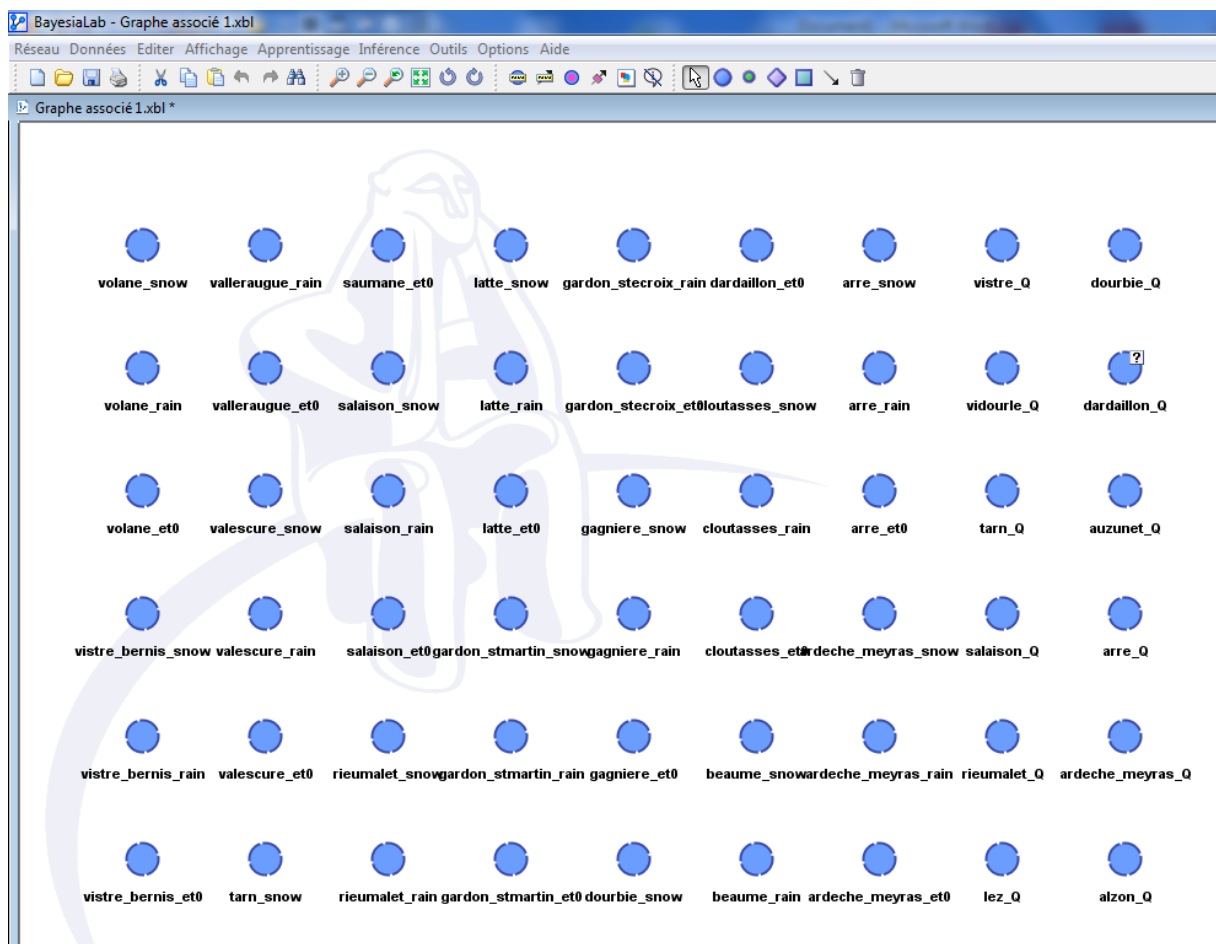 BayesiaLab - Graphe associé 1.xbl
Réseau Données Editer Affichage Apprentissage Inférence Outils Options Aide
Graphe associé 1.xbl *
volane_snow valleraugue_rain saumane_et0 latte_snow gardon_stecroix_rain dardaillon_et0 arre_snow vistre_Q dourbie_Q
?
volane_rain valleraugue_et0 salaison_snow latte_rain gardon_stecroix_et0 cloutasses_snow arre_rain vidourle_Q dardaillon_Q
volane_et0 valescure_snow salaison_rain latte_et0 gagniere_snow cloutasses_rain arre_et0 tarn_Q auzunet_Q
vistre_bernis_snow valescure_rain salaison_et0 gardon_stmartin_snow gagniere_rain cloutasses_et0 ardeche_meyras_snow salaison_Q arre_Q
vistre_bernis_rain valescure_et0 rieumalet_snow gardon_stmartin_rain gagniere_et0 beaume_snow ardeche_meyras_rain rieumalet_Q ardeche_meyras_Q
vistre_bernis_et0 tarn_snow rieumalet_rain gardon_stmartin_et0 dourbie_snow beaume_rain ardeche_meyras_et0 lez_Q alzon_Q